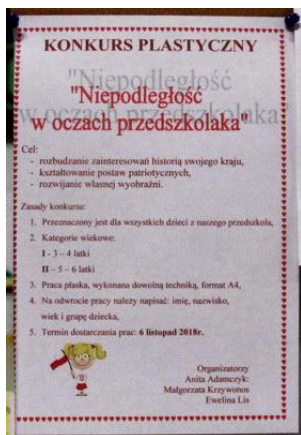 KONKURS PLASTYCZNY
"Niepodległość
w oczach przedszkolaka"
Cel:
- rozbudzanie zainteresowań historią swojego kraju,
- kształtowanie postaw patriotycznych,
- rozwijanie własnej wyobraźni.
Zasady konkursu:
1. Przeznaczony jest dla wszystkich dzieci z naszego przedszkola,
2. Kategorie wiekowe:
I - 3 – 4 latki
II – 5 – 6 latki
3. Praca płaska, wykonana dowolną techniką, format A4,
4. Na odwrocie pracy należy napisać: imię, nazwisko,
wiek i grupę dziecka,
5. Termin dostarczania prac: 6 listopad 2018r.
Organizatorzy
Anita Adamczyk:
Małgorzata Krzywonos
Ewelina Lis